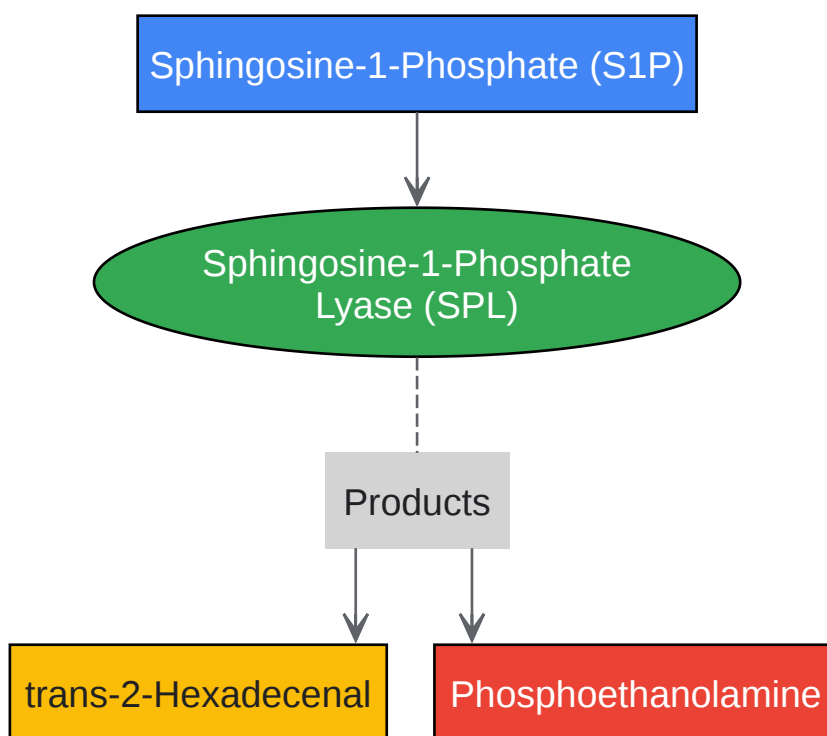 Sphingosine-1-Phosphate (S1P)
Sphingosine-1-Phosphate
Lyase (SPL)
Products
trans-2-Hexadecenal
Phosphoethanolamine